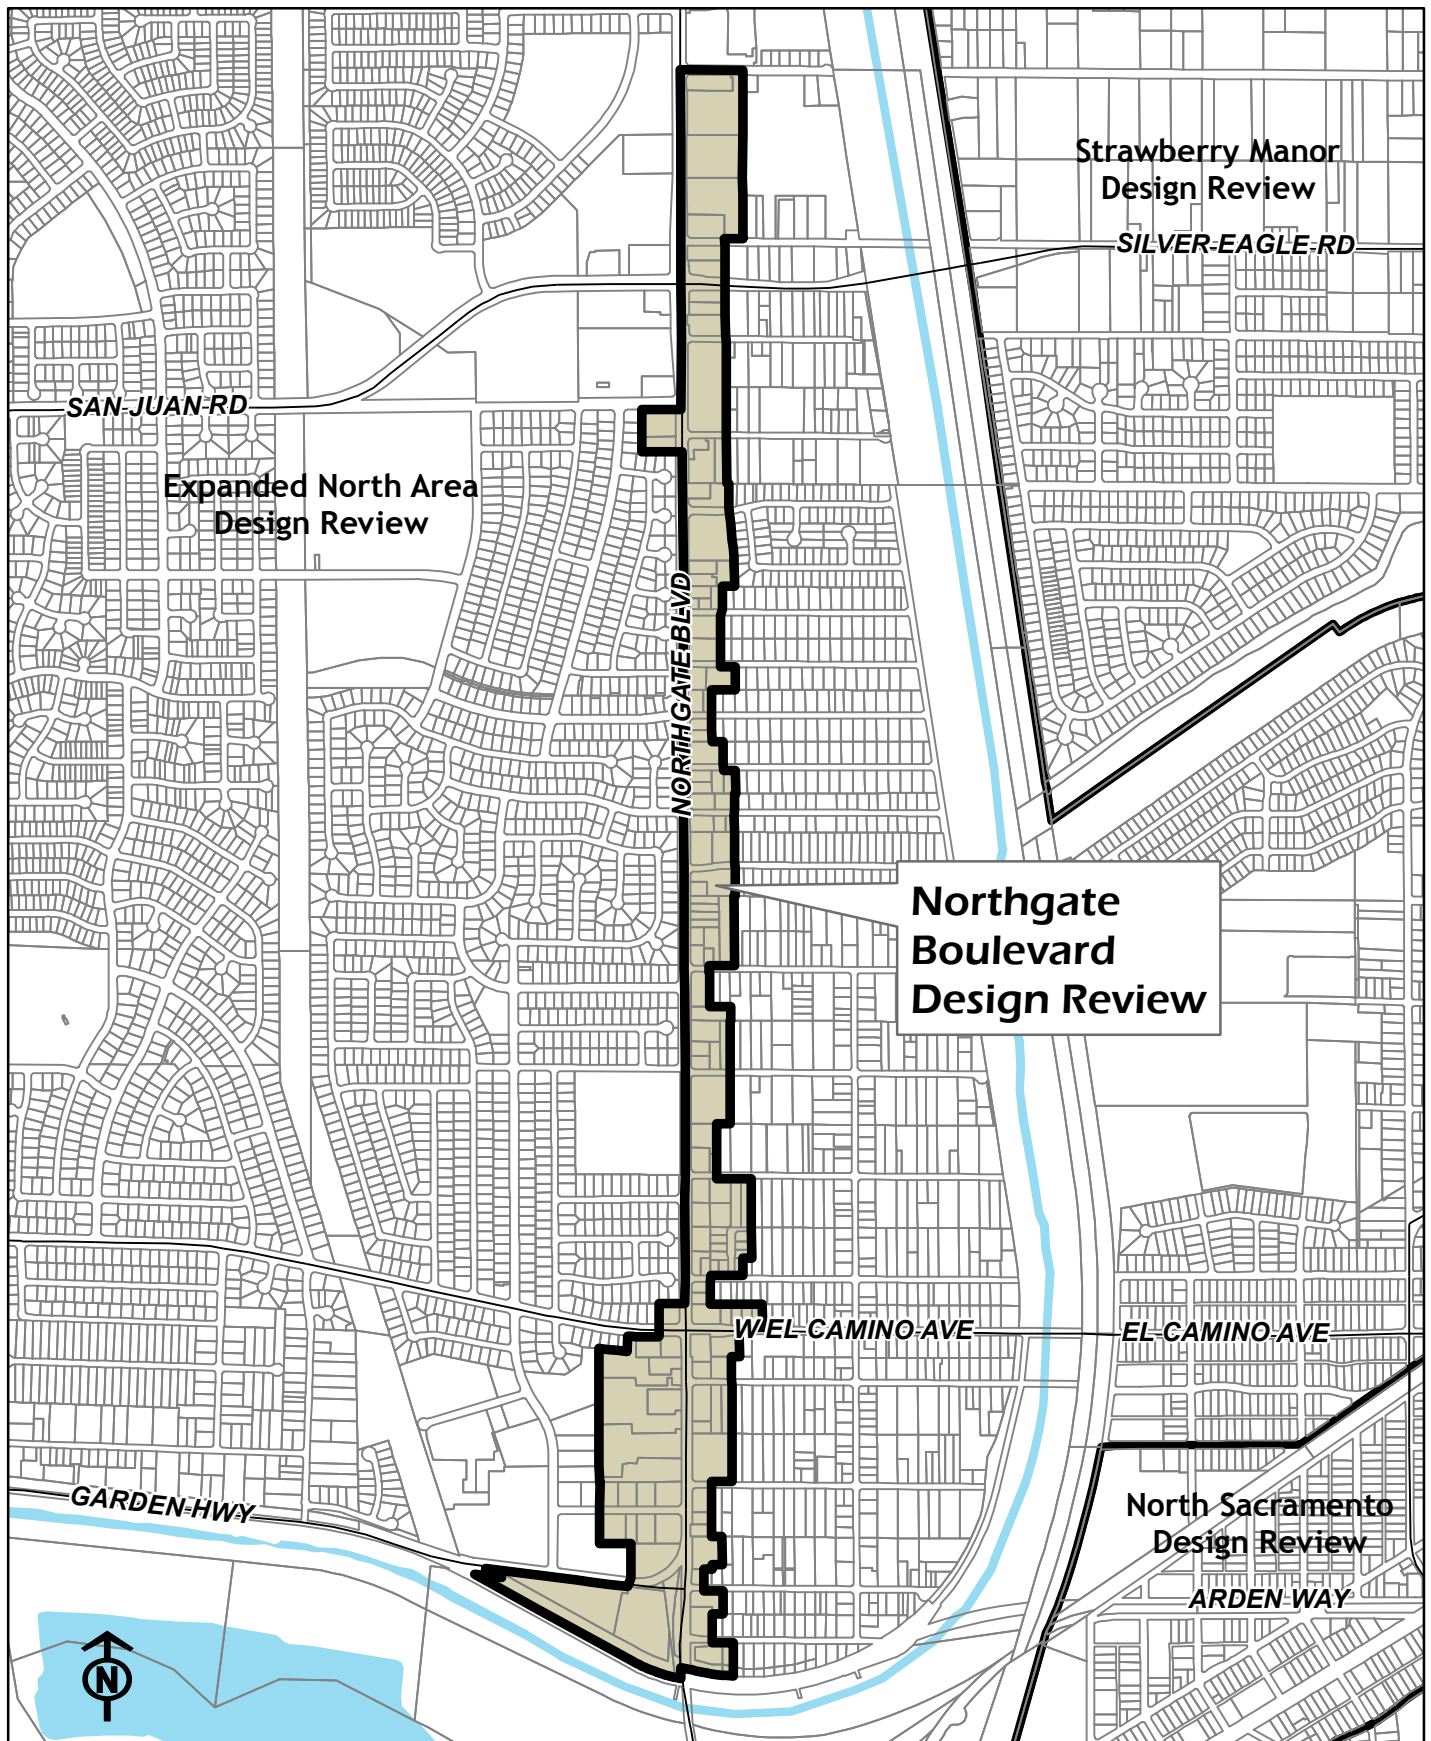 Strawberry Manor
Design Review
SILVER EAGLE RD
SAN JUAN RD
Expanded North Area
Design Review
NORTHGATE BLVD
Northgate
Boulevard
Design Review
W EL CAMINO AVE
EL CAMINO AVE
GARDEN HWY
North Sacramento
Design Review
ARDEN WAY
N